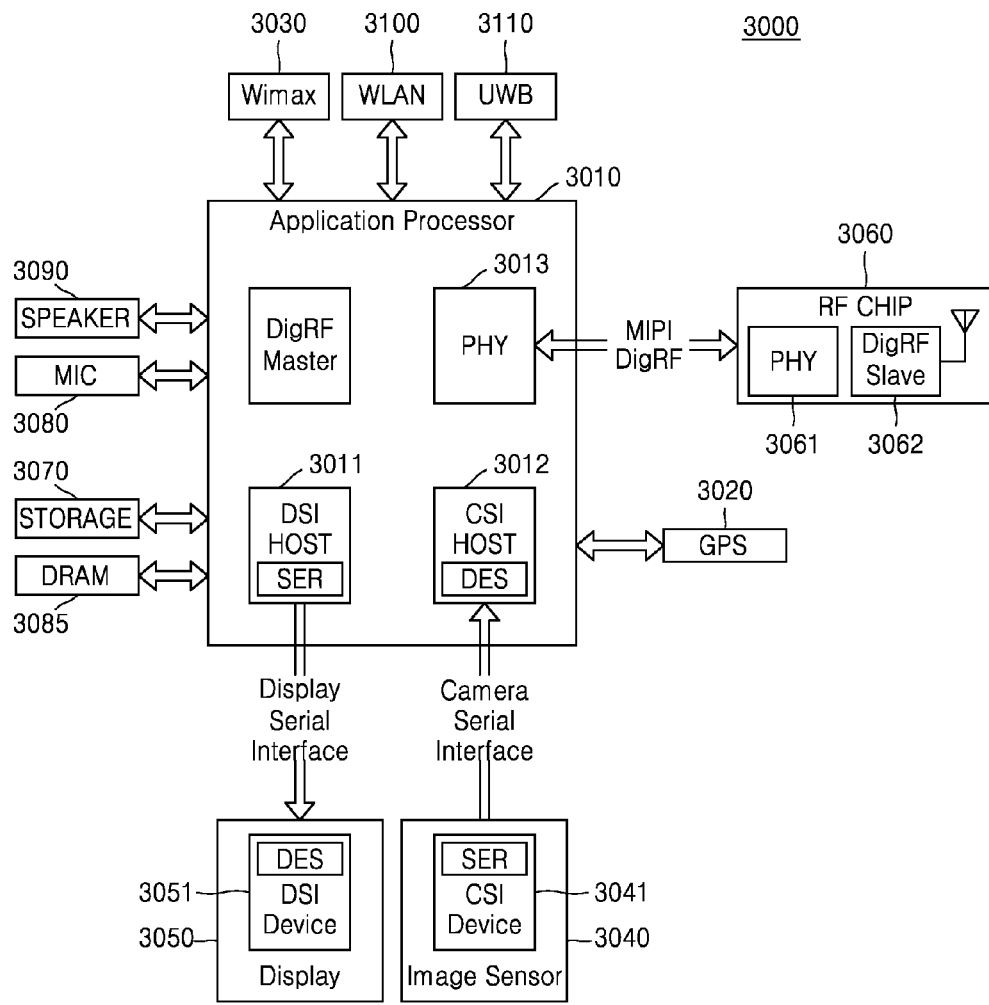 3000
3030
3100
3110
Wimax
WLAN
UWB
3010
Application Processor
3090
SPEAKER
MIC
3080
3070
STORAGE
DRAM
3085
DigRF
Master
3013
PHY
MIPI
DigRF
3060
RF CHIP
PHY
DigRF
Slave
3061
3062
3011
DSI
HOST
SER
3012
CSI
HOST
DES
3020
GPS
Display
Serial
Interface
Camera
Serial
Interface
DES
DSI
Device
3051
3050
Display
SER
CSI
Device
3041
3040
Image Sensor